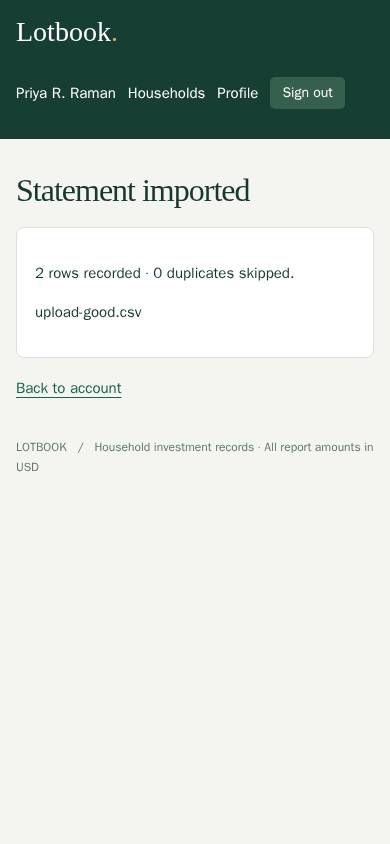 Lotbook.
Priya R. Raman Households Profile Sign out
Statement imported
2 rows recorded · 0 duplicates skipped.
upload-good.csv
Back to account
LOTBOOK / Household investment records · All report amounts in
USD